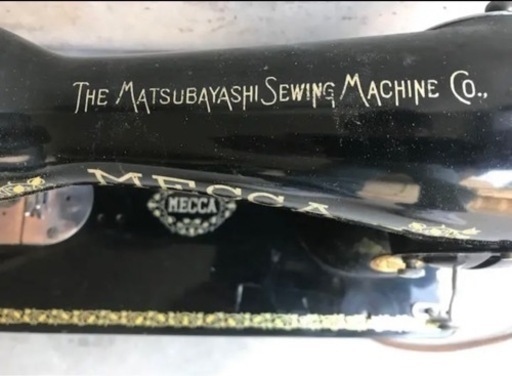 THE MATSUBAYASHI SEWING MACHINE CO.,
MECCA
MECCA